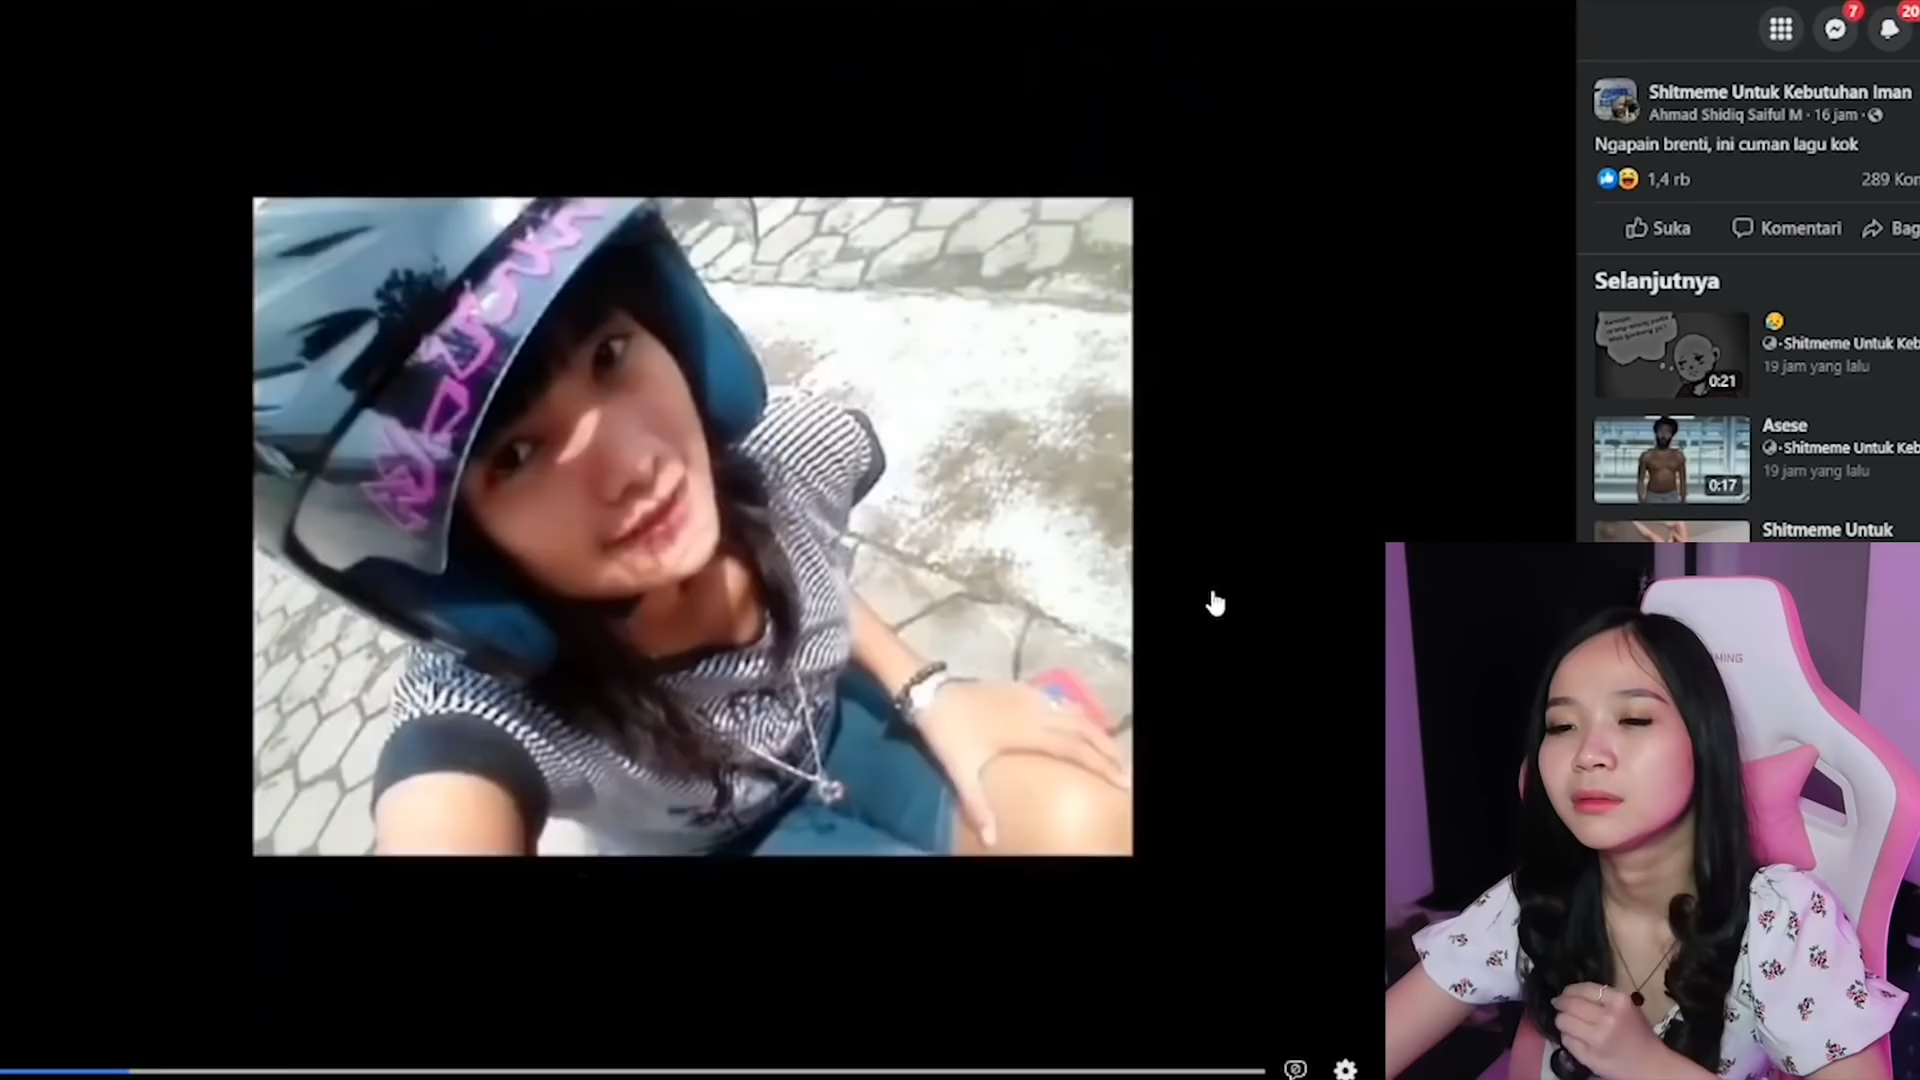 7
20
Shitmeme Untuk Kebutuhan Iman
Ahmad Shidiq Saiful M · 16 jam ·
Ngapain brenti, ini cuman lagu kok
1,4 rb
289 Kon
Suka
Komentari
Bag
Selanjutnya
0:21
·Shitmeme Untuk Keb
19 jam yang lalu
Asese
0:17
·Shitmeme Untuk Keb
19 jam yang lalu
Shitmeme Untuk
MING